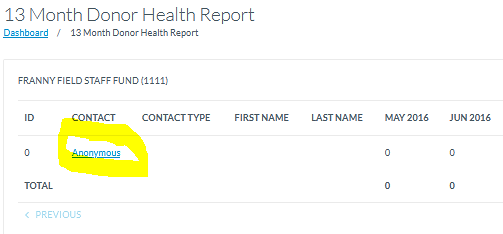 13 Month Donor Health Report
Dashboard / 13 Month Donor Health Report
FRANNY FIELD STAFF FUND (1111)
ID CONTACT CONTACT TYPE FIRST NAME LAST NAME MAY 2016 JUN 2016
0 Anonymous 0 0
TOTAL 0 0
< PREVIOUS